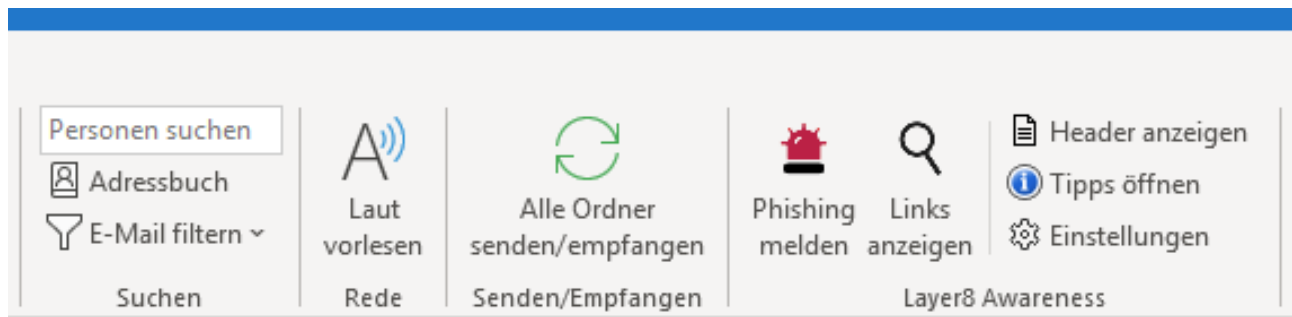 Personen suchen
Adressbuch
E-Mail filtern
Suchen
Laut
vorlesen
Rede
Alle Ordner
senden/empfangen
Senden/Empfangen
Phishing
melden
Links
anzeigen
Header anzeigen
Tipps öffnen
Einstellungen
Layer8 Awareness